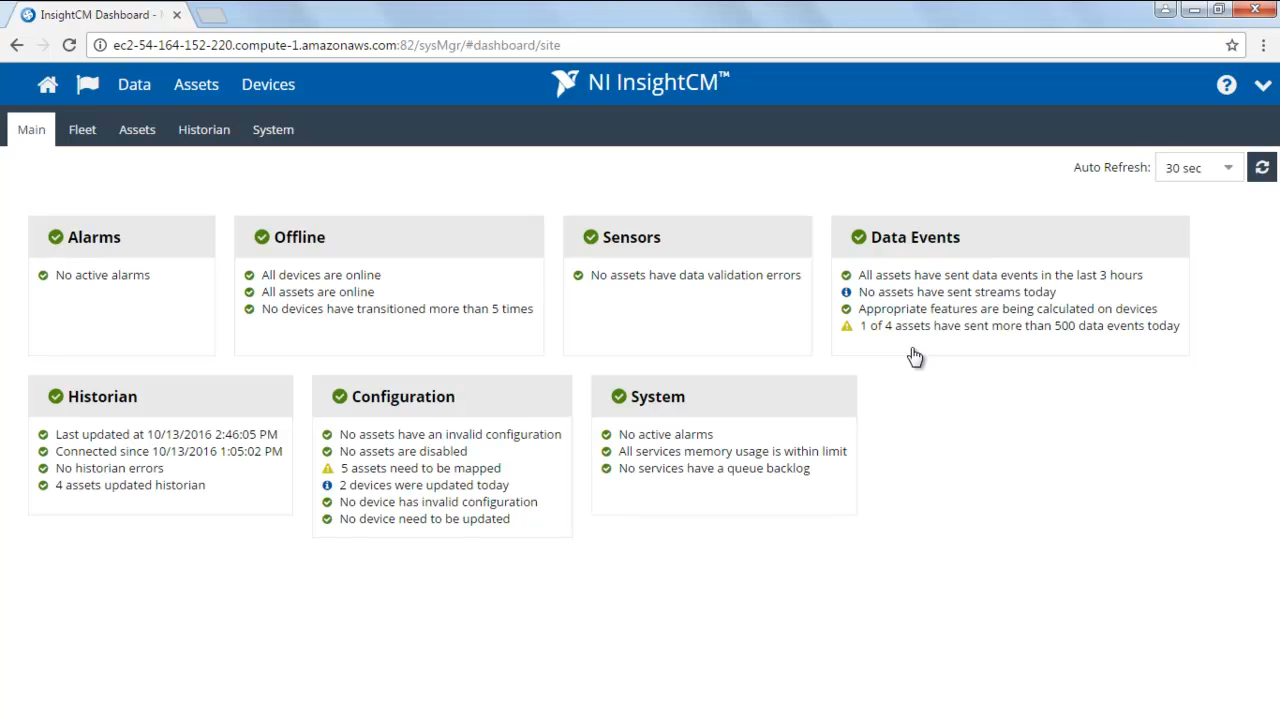 InsightCM Dashboard -
ec2-54-164-152-220.compute-1.amazonaws.com:82/sysMgr/#dashboard/site
Data Assets Devices NI InsightCM™ ?
Main Fleet Assets Historian System
Auto Refresh: 30 sec
Alarms
No active alarms
Offline
All devices are online
All assets are online
No devices have transitioned more than 5 times
Sensors
No assets have data validation errors
Data Events
All assets have sent data events in the last 3 hours
No assets have sent streams today
Appropriate features are being calculated on devices
1 of 4 assets have sent more than 500 data events today
Historian
Last updated at 10/13/2016 2:46:05 PM
Connected since 10/13/2016 1:05:02 PM
No historian errors
4 assets updated historian
Configuration
No assets have an invalid configuration
No assets are disabled
5 assets need to be mapped
2 devices were updated today
No device has invalid configuration
No device need to be updated
System
No active alarms
All services memory usage is within limit
No services have a queue backlog